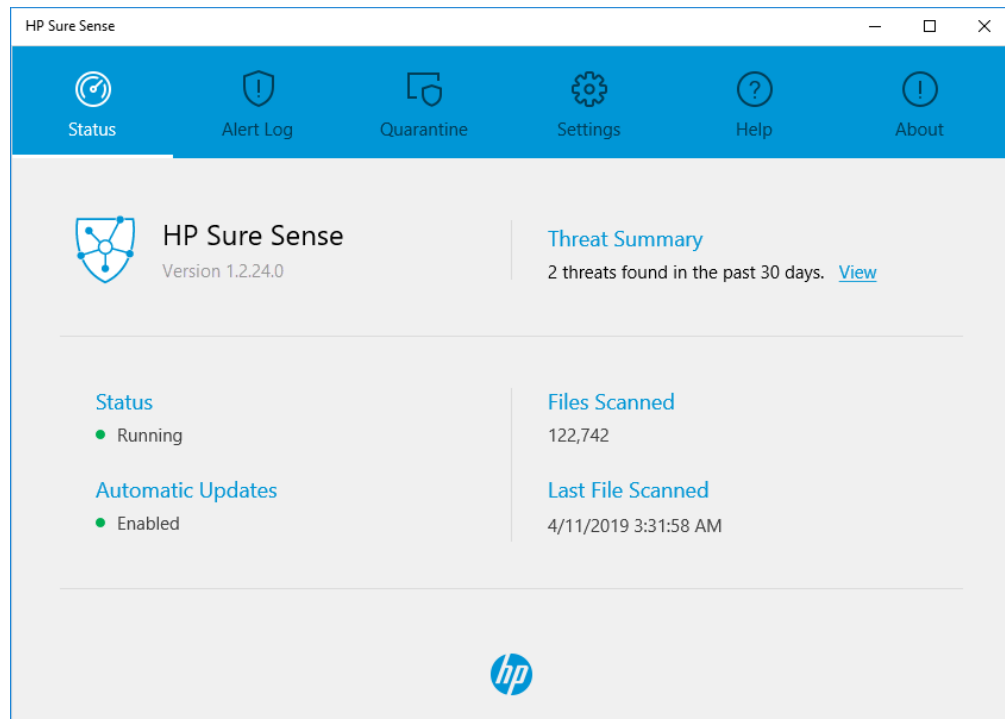 HP Sure Sense
Status
Alert Log
Quarantine
Settings
Help
About
HP Sure Sense
Version 1.2.24.0
Threat Summary
2 threats found in the past 30 days. View
Status
Running
Automatic Updates
Enabled
Files Scanned
122,742
Last File Scanned
4/11/2019 3:31:58 AM
hp